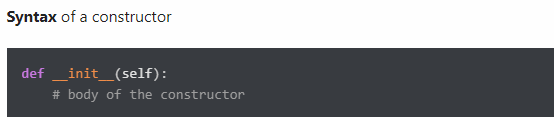 Syntax of a constructor
def __init__(self):
    # body of the constructor